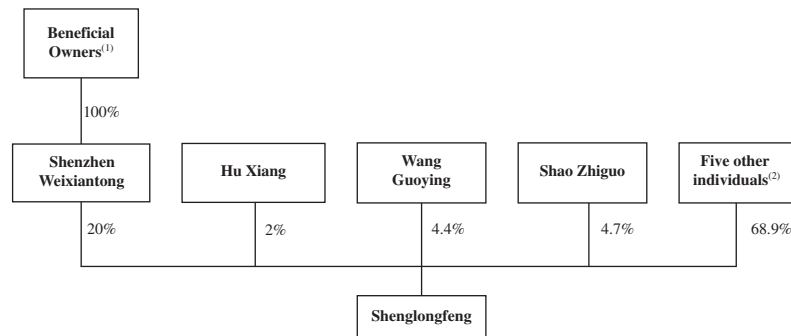 Beneficial
Owners(1)
100%
Shenzhen
Weixiantong
Hu Xiang
Wang
Guoying
Shao Zhiguo
Five other
individuals(2)
20%
2%
4.4%
4.7%
68.9%
Shenglongfeng